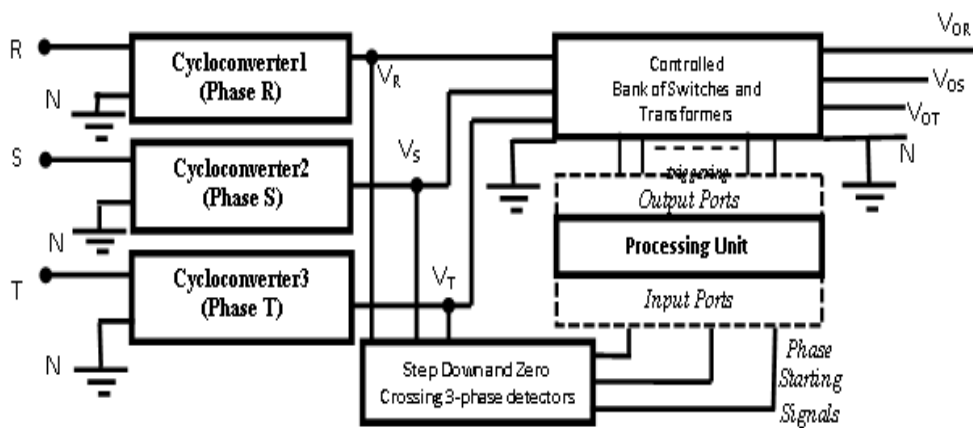 R
N
Cycloconverter1
(Phase R)
V_R
Controlled
Bank of Switches and
Transformers
V_OR
V_OS
V_OT
N
S
N
Cycloconverter2
(Phase S)
V_S
triggering
Output Ports
Processing Unit
Input Ports
T
N
Cycloconverter3
(Phase T)
V_T
Step Down and Zero
Crossing 3-phase detectors
Phase
Starting
Signals